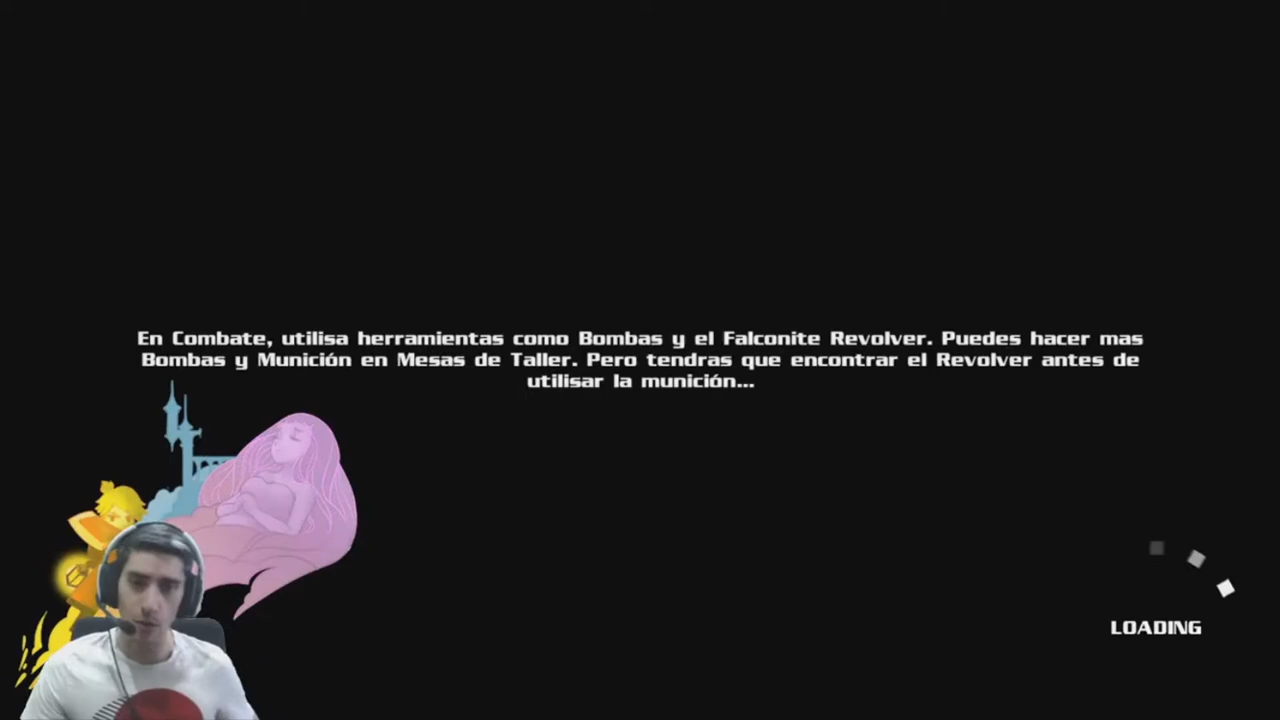 En Combate, utilisa herramientas como Bombas y el Falconite Revolver. Puedes hacer mas
Bombas y Munición en Mesas de Taller. Pero tendras que encontrar el Revolver antes de
utilisar la munición...
LOADING